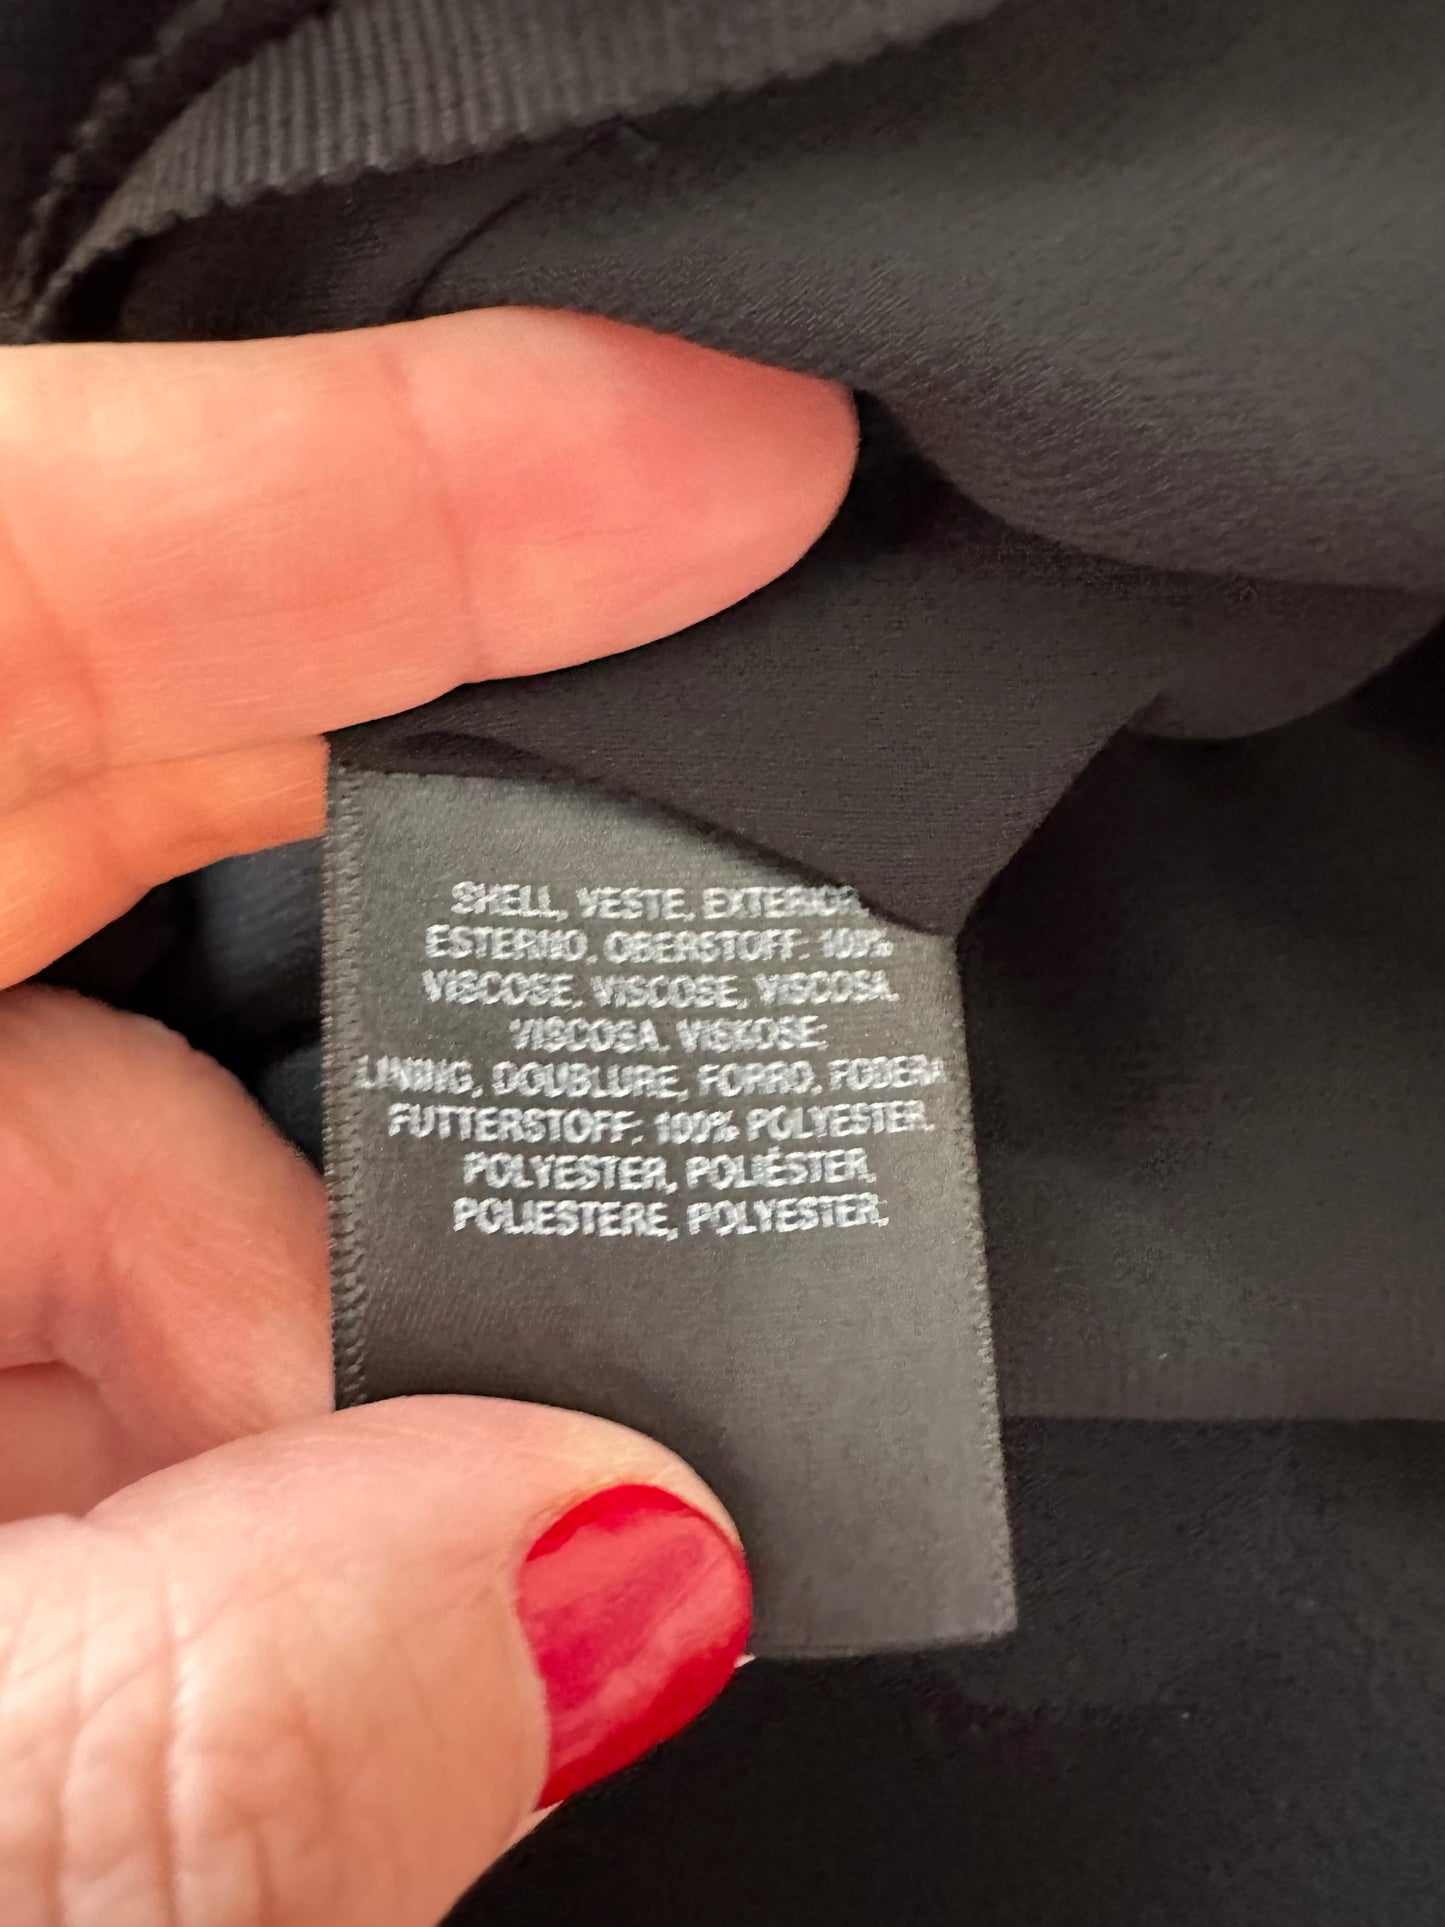 SHELL, VESTE, EXTERIOR,
ESTERNO, OBERSTOFF: 100%
VISCOSE, VISCOSE, VISCOSA,
VISCOSA, VISKOSE;
LINING, DOUBLURE, FORRO, FODERA
FUTTERSTOFF: 100% POLYESTER,
POLYESTER, POLIÉSTER,
POLIESTERE, POLYESTER;